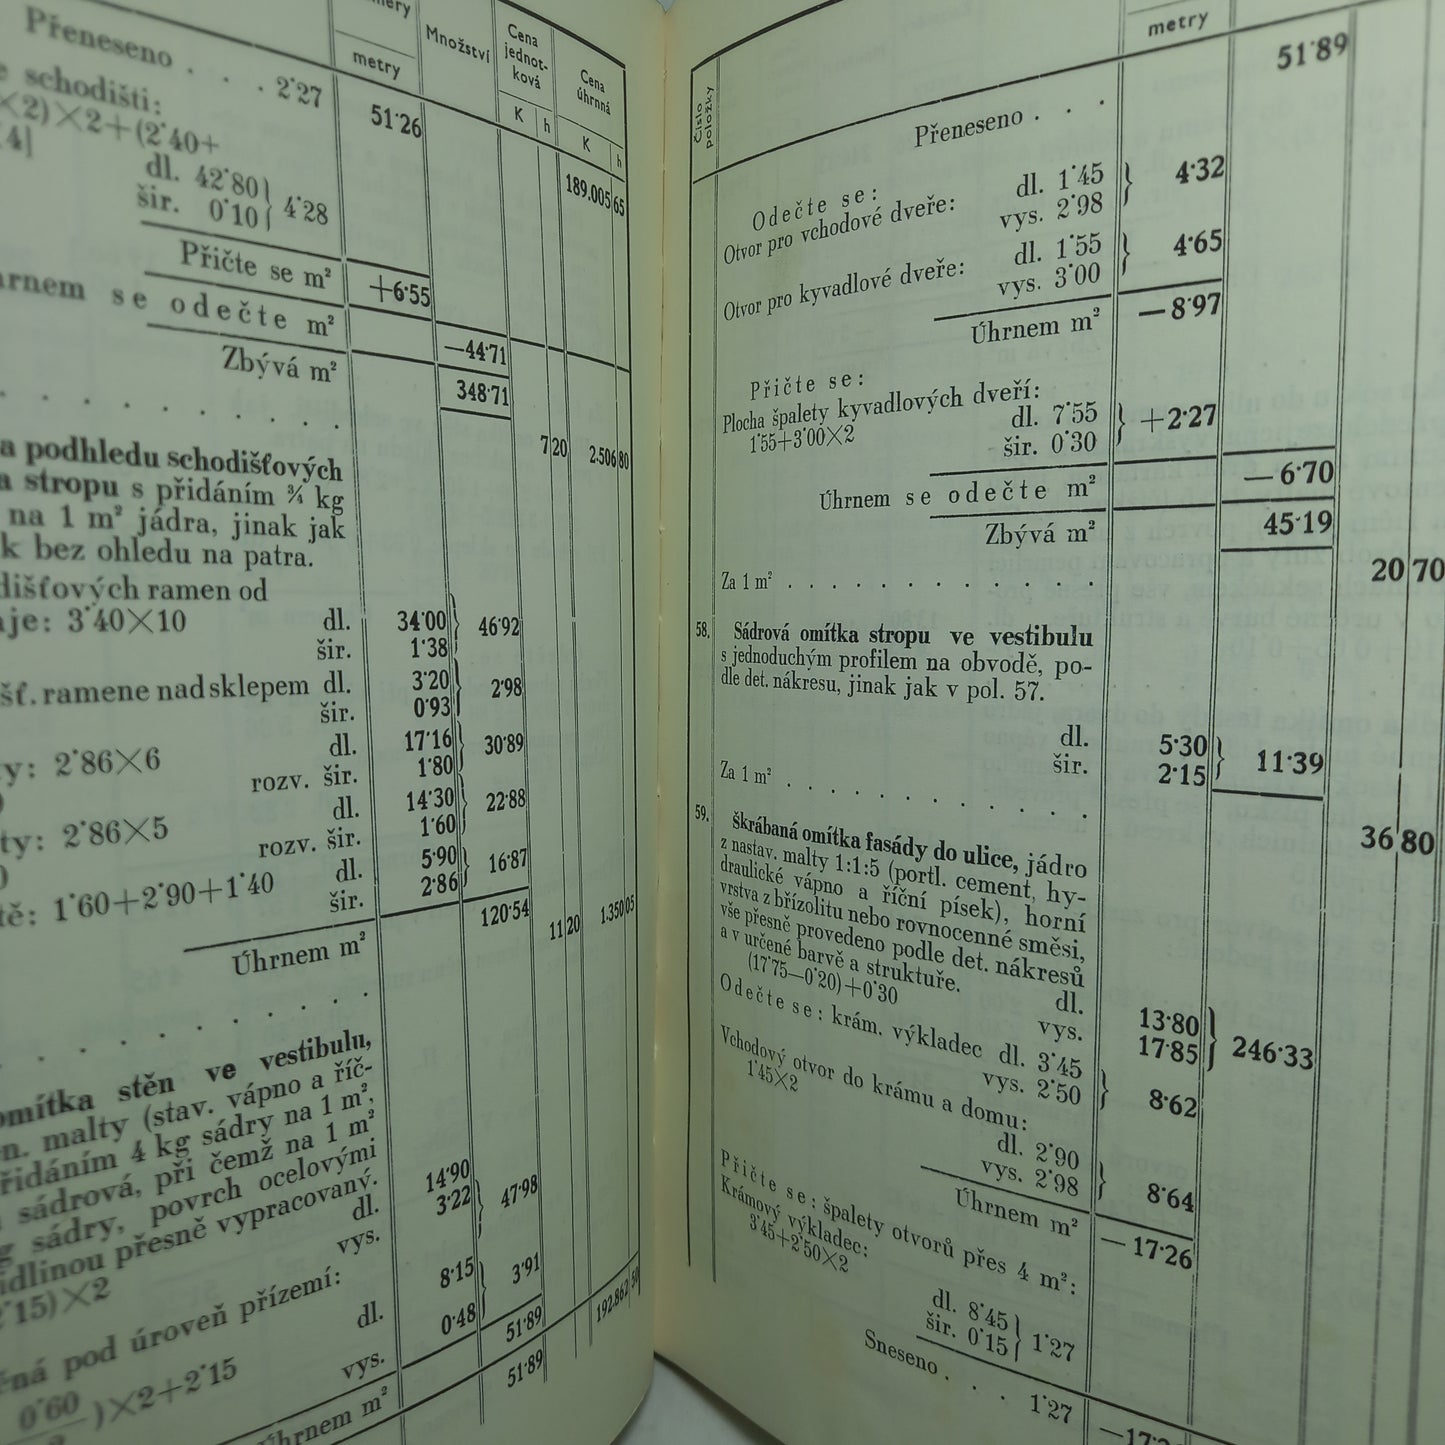 metry
Množství
Cena
jednot-
ková
Cena
úhrnná
K h
K h
Přeneseno . . . 2·27 51·26
189.005 65
schodišti:
×2)×2+(2·40+
4]
dl. 42·80 } 4·28
šir. 0·10
Přičte se m² +6·55
se odečte m² —44·71
Zbývá m² 348·71
. . . . . . . . . 7 20 2.506 80
a podhledu schodišťových
a stropu s přidáním ¾ kg
na 1 m² jádra, jinak jak
k bez ohledu na patra.
ramen od
3·40×10 dl. 34·00 } 46·92
šir. 1·38
ramene nad sklepem dl. 3·20 } 2·98
šir. 0·93
2·86×6 dl. 17·16 } 30·89
rozv. šir. 1·80
2·86×5 dl. 14·30 } 22·88
rozv. šir. 1·60
1·60+2·90+1·40 dl. 5·90 } 16·87
šir. 2·86
Úhrnem m² 120·54
. . . . . . . . . 11 20 1.350 05
omítka stěn ve vestibulu,
malty (stav. vápno a říč-
přidáním 4 kg sádry na 1 m²,
sádrová, při čemž na 1 m²
sádry, povrch ocelovými
přesně vypracovaný.
·15)×2 dl. 14·90 } 47·98
vys. 3·22
pod úroveň přízemí:
dl. 8·15 } 3·91
0·60 )×2+2·15 vys. 0·48
Úhrnem m² 51·89
51·89 192.862 50
Číslo
položky
metry
Přeneseno . . . 51·89
Odečte se:
Otvor pro vchodové dveře: dl. 1·45 } 4·32
vys. 2·98
Otvor pro kyvadlové dveře: dl. 1·55 } 4·65
vys. 3·00
Úhrnem m² —8·97
Přičte se:
Plocha špalety kyvadlových dveří:
1·55+3·00×2 dl. 7·55 } +2·27
šir. 0·30
Úhrnem se odečte m² —6·70
Zbývá m² 45·19
Za 1 m² . . . . . . . . . . . 20 70
58. Sádrová omítka stropu ve vestibulu
s jednoduchým profilem na obvodě, po-
dle det. nákresu, jinak jak v pol. 57.
dl. 5·30 } 11·39
šir. 2·15
Za 1 m² . . . . . . . . . . . 36 80
59. Škrábaná omítka fasády do ulice, jádro
z nastav. malty 1:1:5 (portl. cement, hy-
draulické vápno a říční písek), horní
vrstva z břízolitu nebo rovnocenné směsi,
vše přesně provedeno podle det. nákresů
a v určené barvě a struktuře.
(17·75—0·20)+0·30 dl. 13·80 } 246·33
vys. 17·85
Odečte se: krám. výkladec dl. 3·45 } 8·62
vys. 2·50
Vchodový otvor do krámu a domu:
1·45×2 dl. 2·90 } 8·64
vys. 2·98
Úhrnem m² —17·26
Přičte se: špalety otvorů přes 4 m²:
Krámový výkladec:
3·45+2·50×2
dl. 8·45 } 1·27
šir. 0·15
Sneseno . . . 1·27